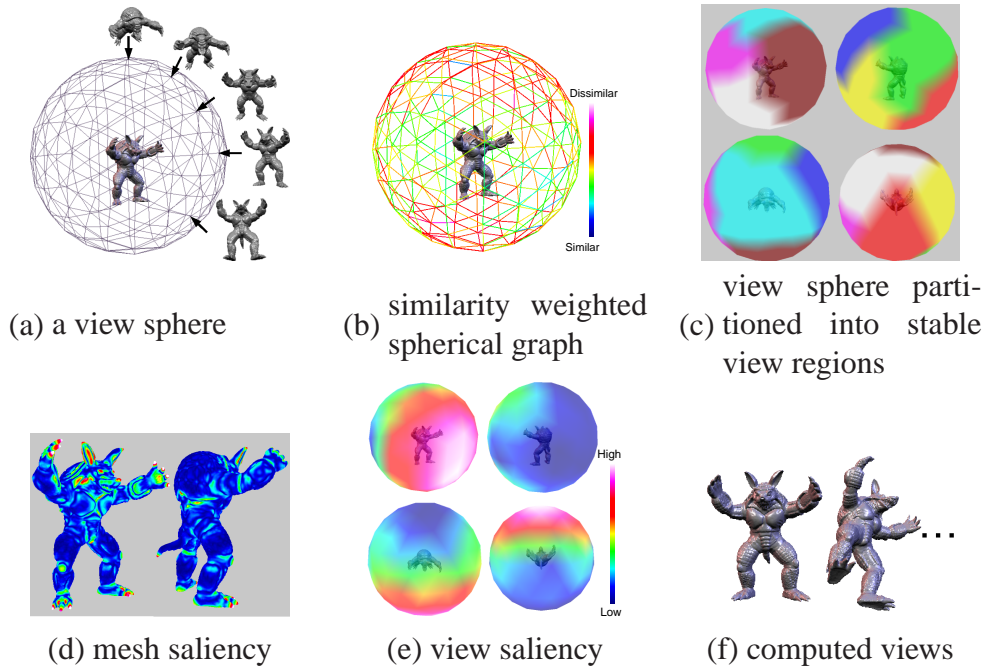 Dissimilar
Similar
(a) a view sphere
(b) similarity weighted
spherical graph
(c) view sphere parti-
tioned into stable
view regions
High
Low
(d) mesh saliency
(e) view saliency
...
(f) computed views